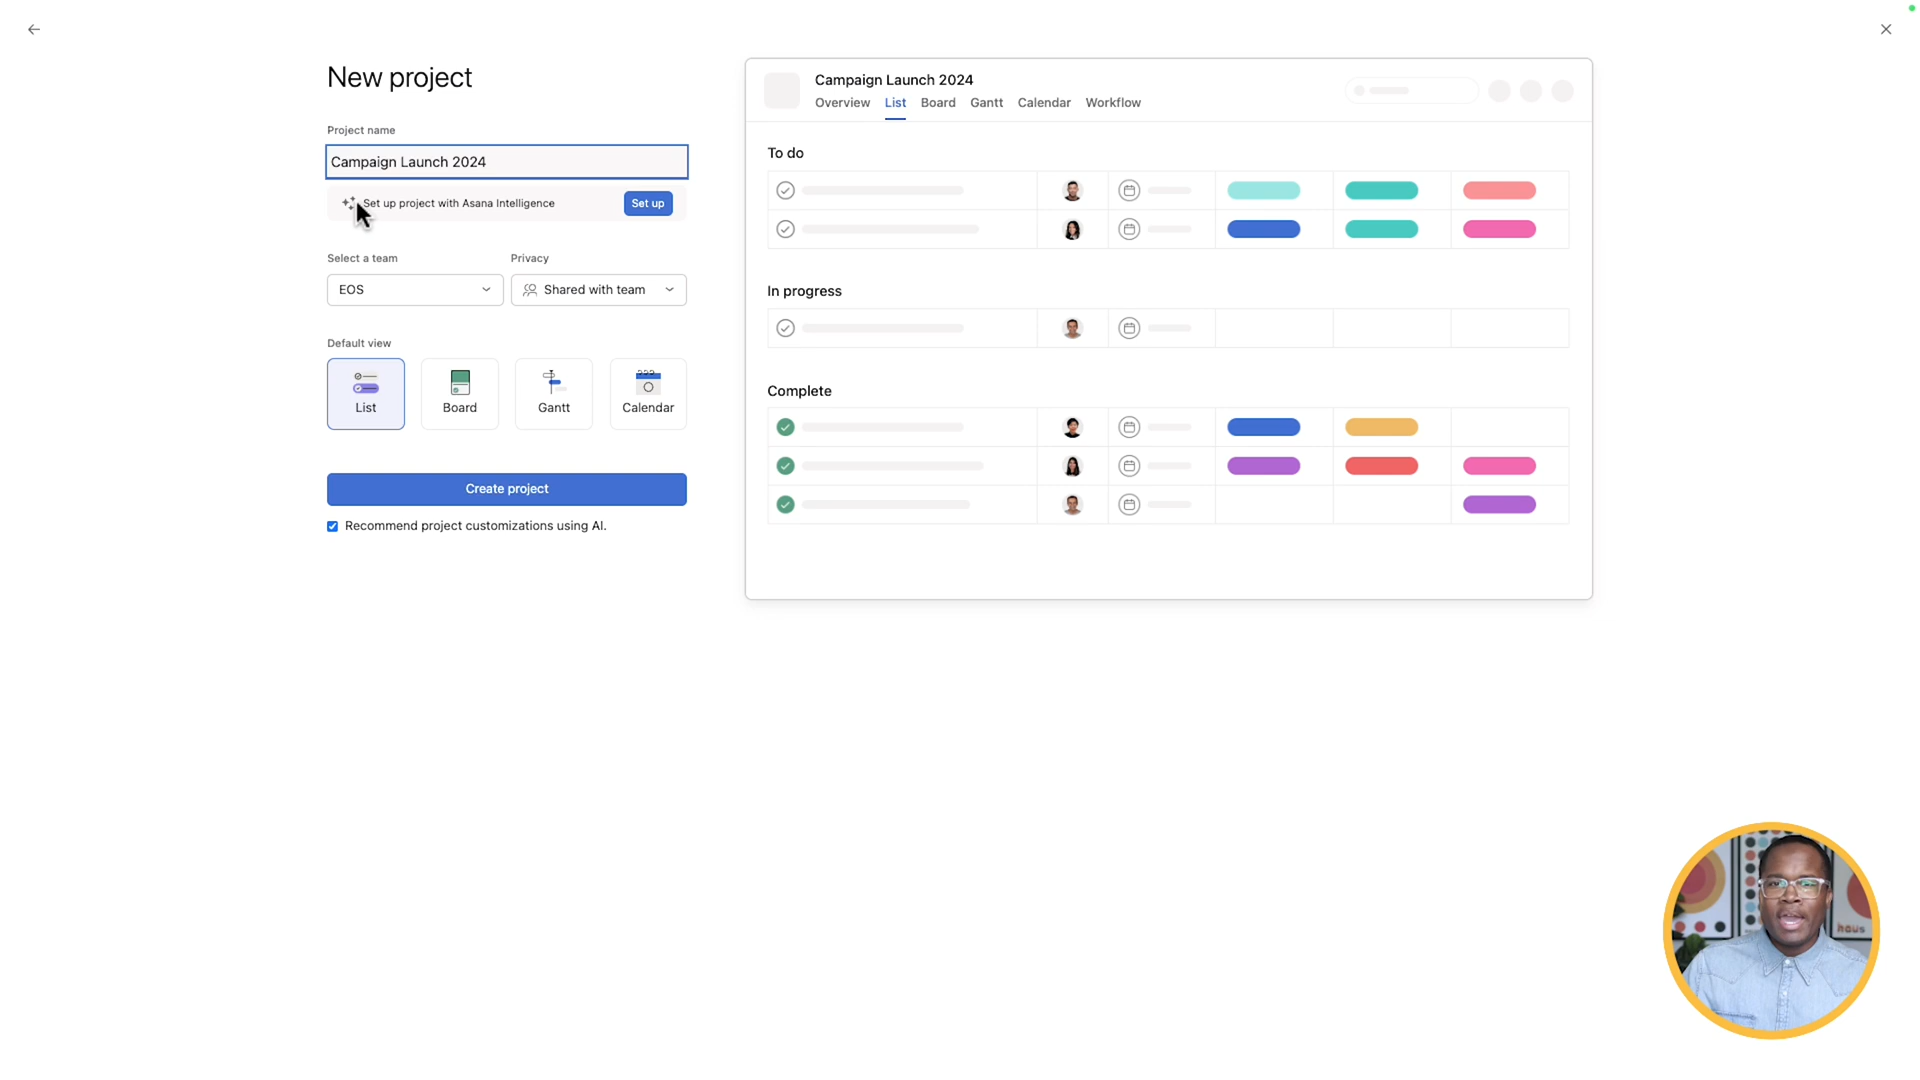 New project
Project name
Campaign Launch 2024
Set up project with Asana Intelligence
Set up
Select a team
Privacy
EOS
Shared with team
Default view
List
Board
Gantt
Calendar
Create project
Recommend project customizations using AI.
Campaign Launch 2024
Overview List Board Gantt Calendar Workflow
To do
In progress
Complete
haus